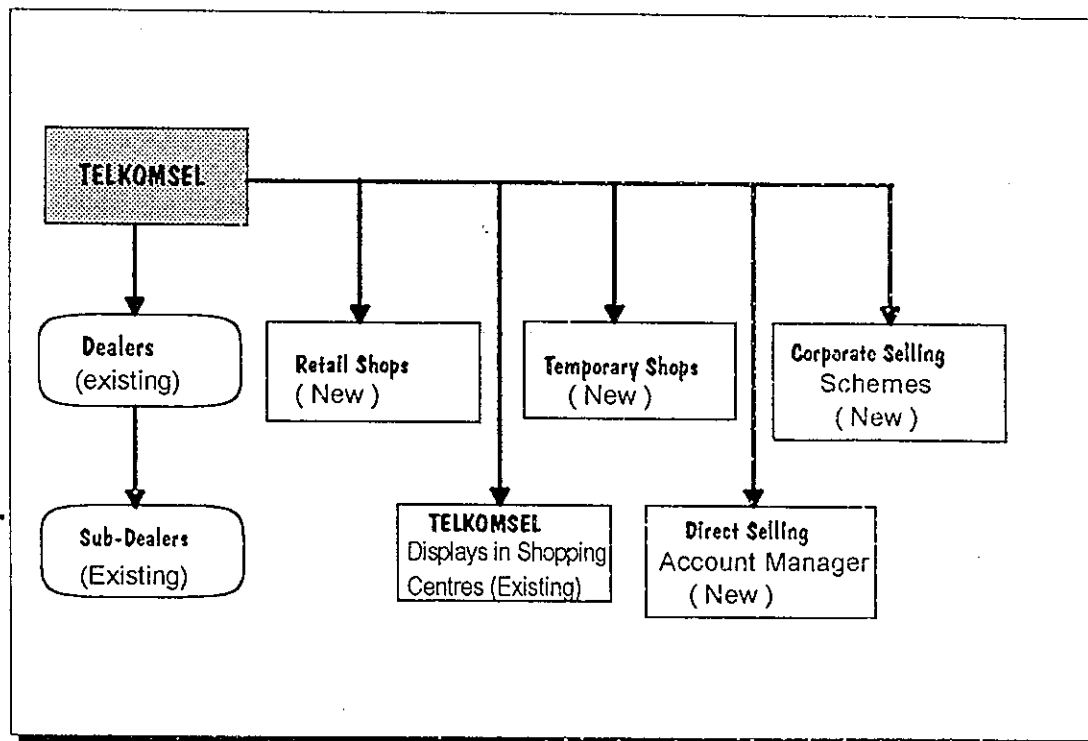 TELKOMSEL
Dealers
(existing)
Retail Shops
( New )
Temporary Shops
( New )
Corporate Selling
Schemes
( New )
Sub-Dealers
(Existing)
TELKOMSEL
Displays in Shopping
Centres (Existing)
Direct Selling
Account Manager
( New )